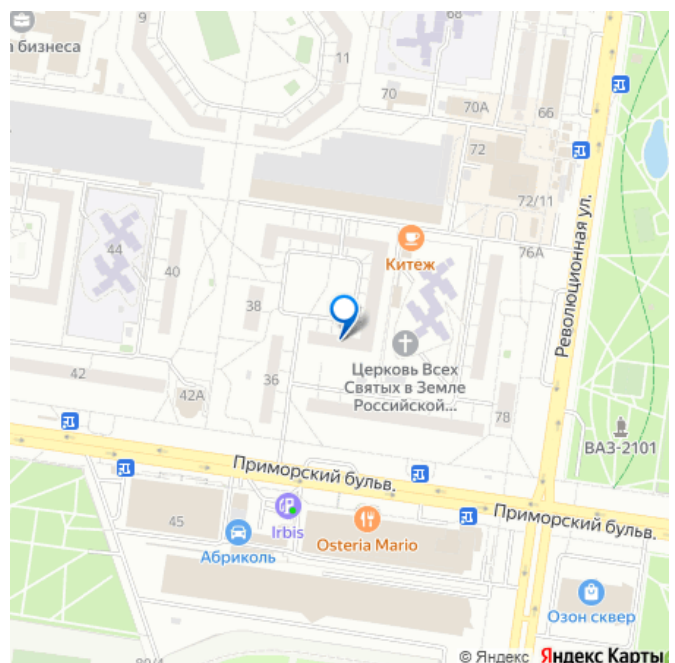 68
а бизнеса
9
11
70
70А
66
72
72/11
Революционная ул.
44
40
Китеж
76А
38
Церковь Всех
Святых в Земле
Российской...
36
42
42А
78
ВАЗ-2101
Приморский бульв.
Приморский бульв.
45
Irbis
Osteria Mario
Абриколь
Озон сквер
© Яндекс Яндекс Карты